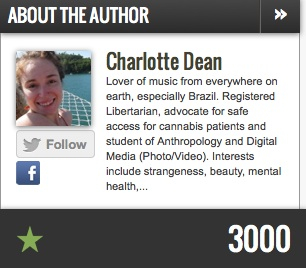 ABOUT THE AUTHOR »
Charlotte Dean
Lover of music from everywhere on
earth, especially Brazil. Registered
Libertarian, advocate for safe
access for cannabis patients and
student of Anthropology and Digital
Media (Photo/Video). Interests
include strangeness, beauty, mental
health,...
Follow
f
3000